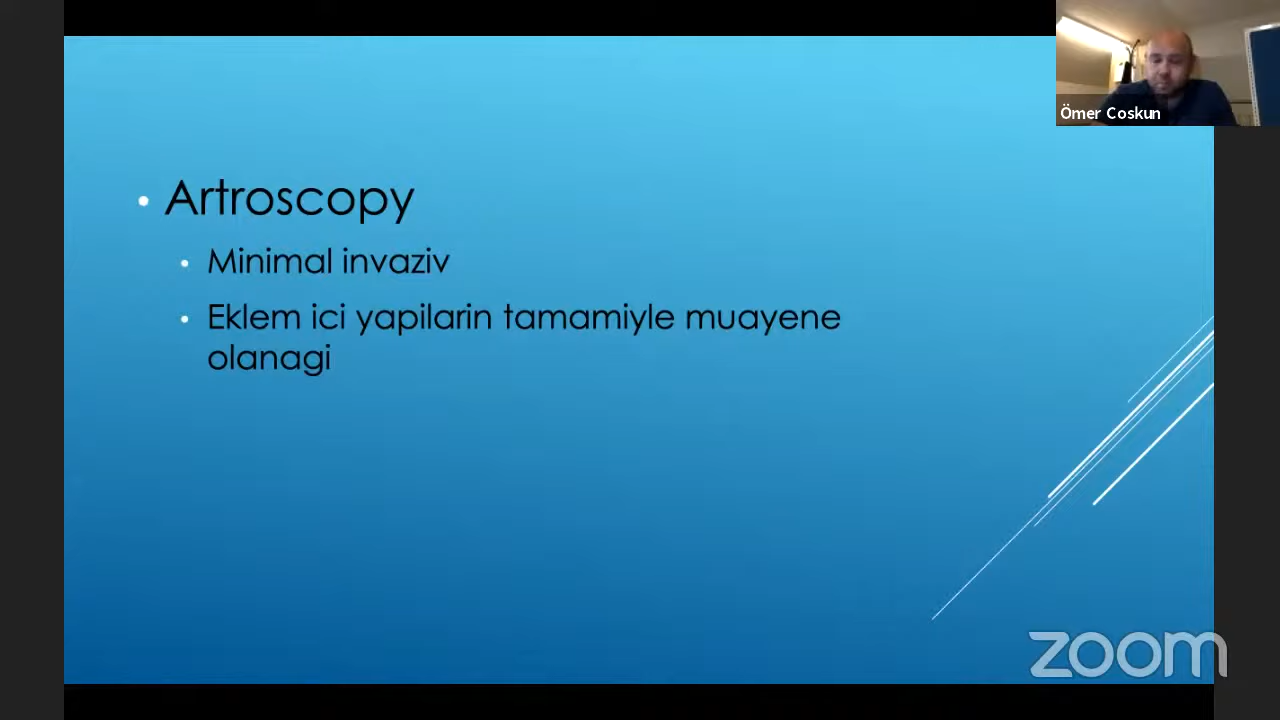 Ömer Coskun
• Artroscopy
• Minimal invaziv
• Eklem ici yapilarin tamamiyle muayene
olanagi
zoom